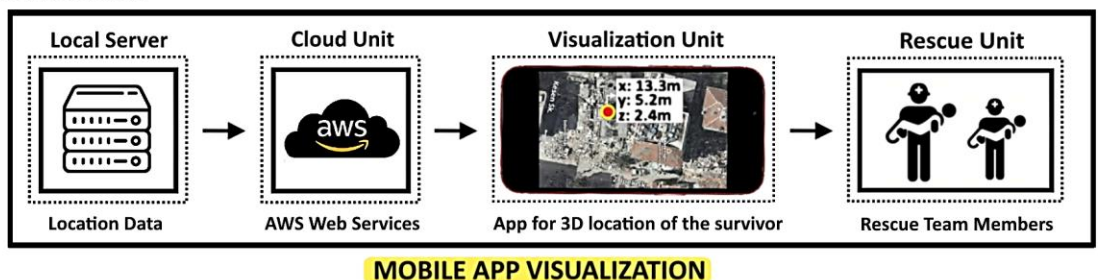 Local Server
Cloud Unit
Visualization Unit
Rescue Unit
aws
x: 13.3m
y: 5.2m
z: 2.4m
Location Data
AWS Web Services
App for 3D location of the survivor
Rescue Team Members
MOBILE APP VISUALIZATION